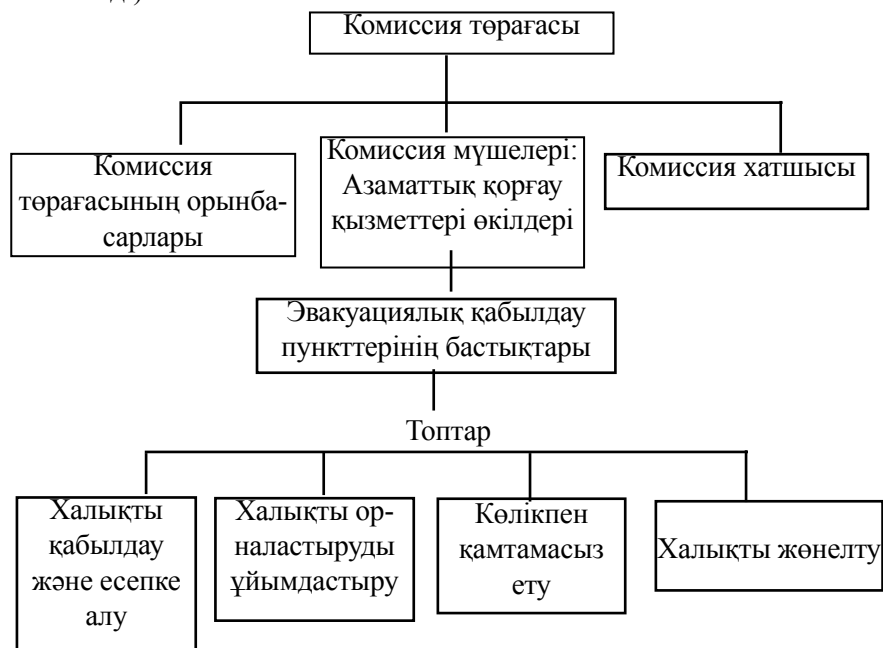 Комиссия төрағасы
Комиссия
төрағасының орынба-
сарлары
Комиссия мүшелері:
Азаматтық қорғау
қызметтері өкілдері
Комиссия хатшысы
Эвакуациялық қабылдау
пункттерінің бастықтары
Топтар
Халықты
қабылдау
және есепке
алу
Халықты ор-
наластыруды
ұйымдастыру
Көлікпен
қамтамасыз
ету
Халықты жөнелту